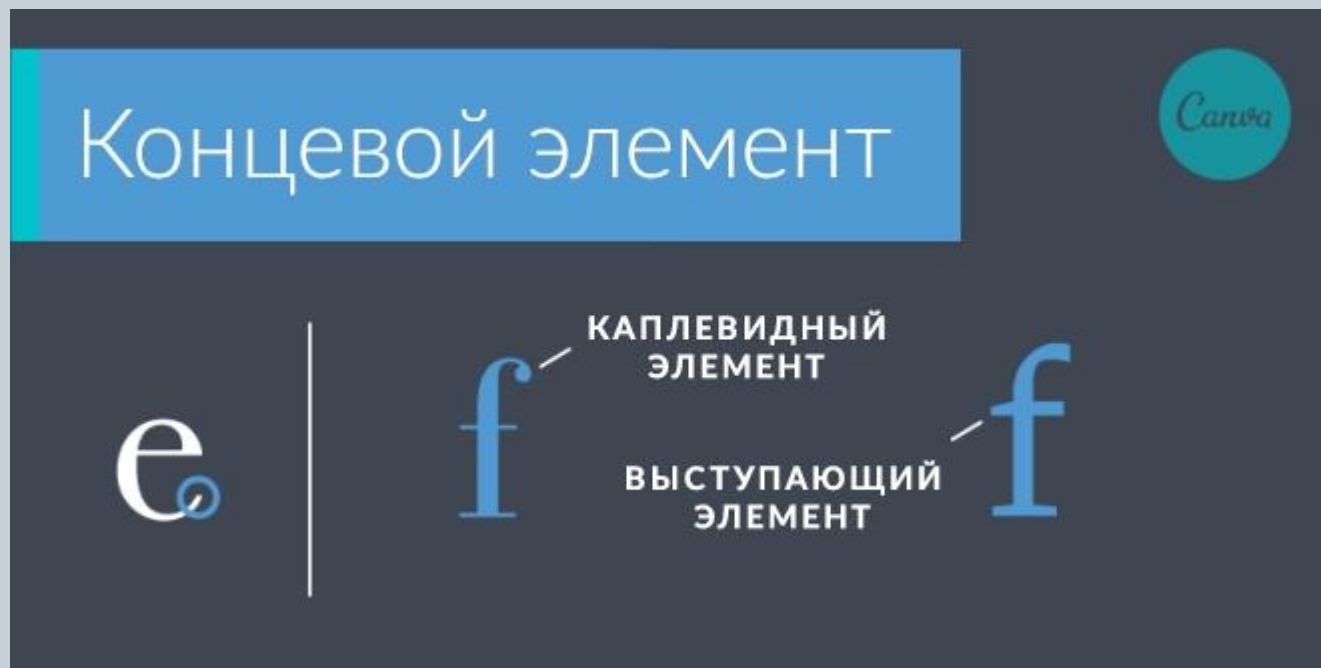 Концевой элемент
Canva
КАПЛЕВИДНЫЙ
ЭЛЕМЕНТ
e
f
f
ВЫСТУПАЮЩИЙ
ЭЛЕМЕНТ